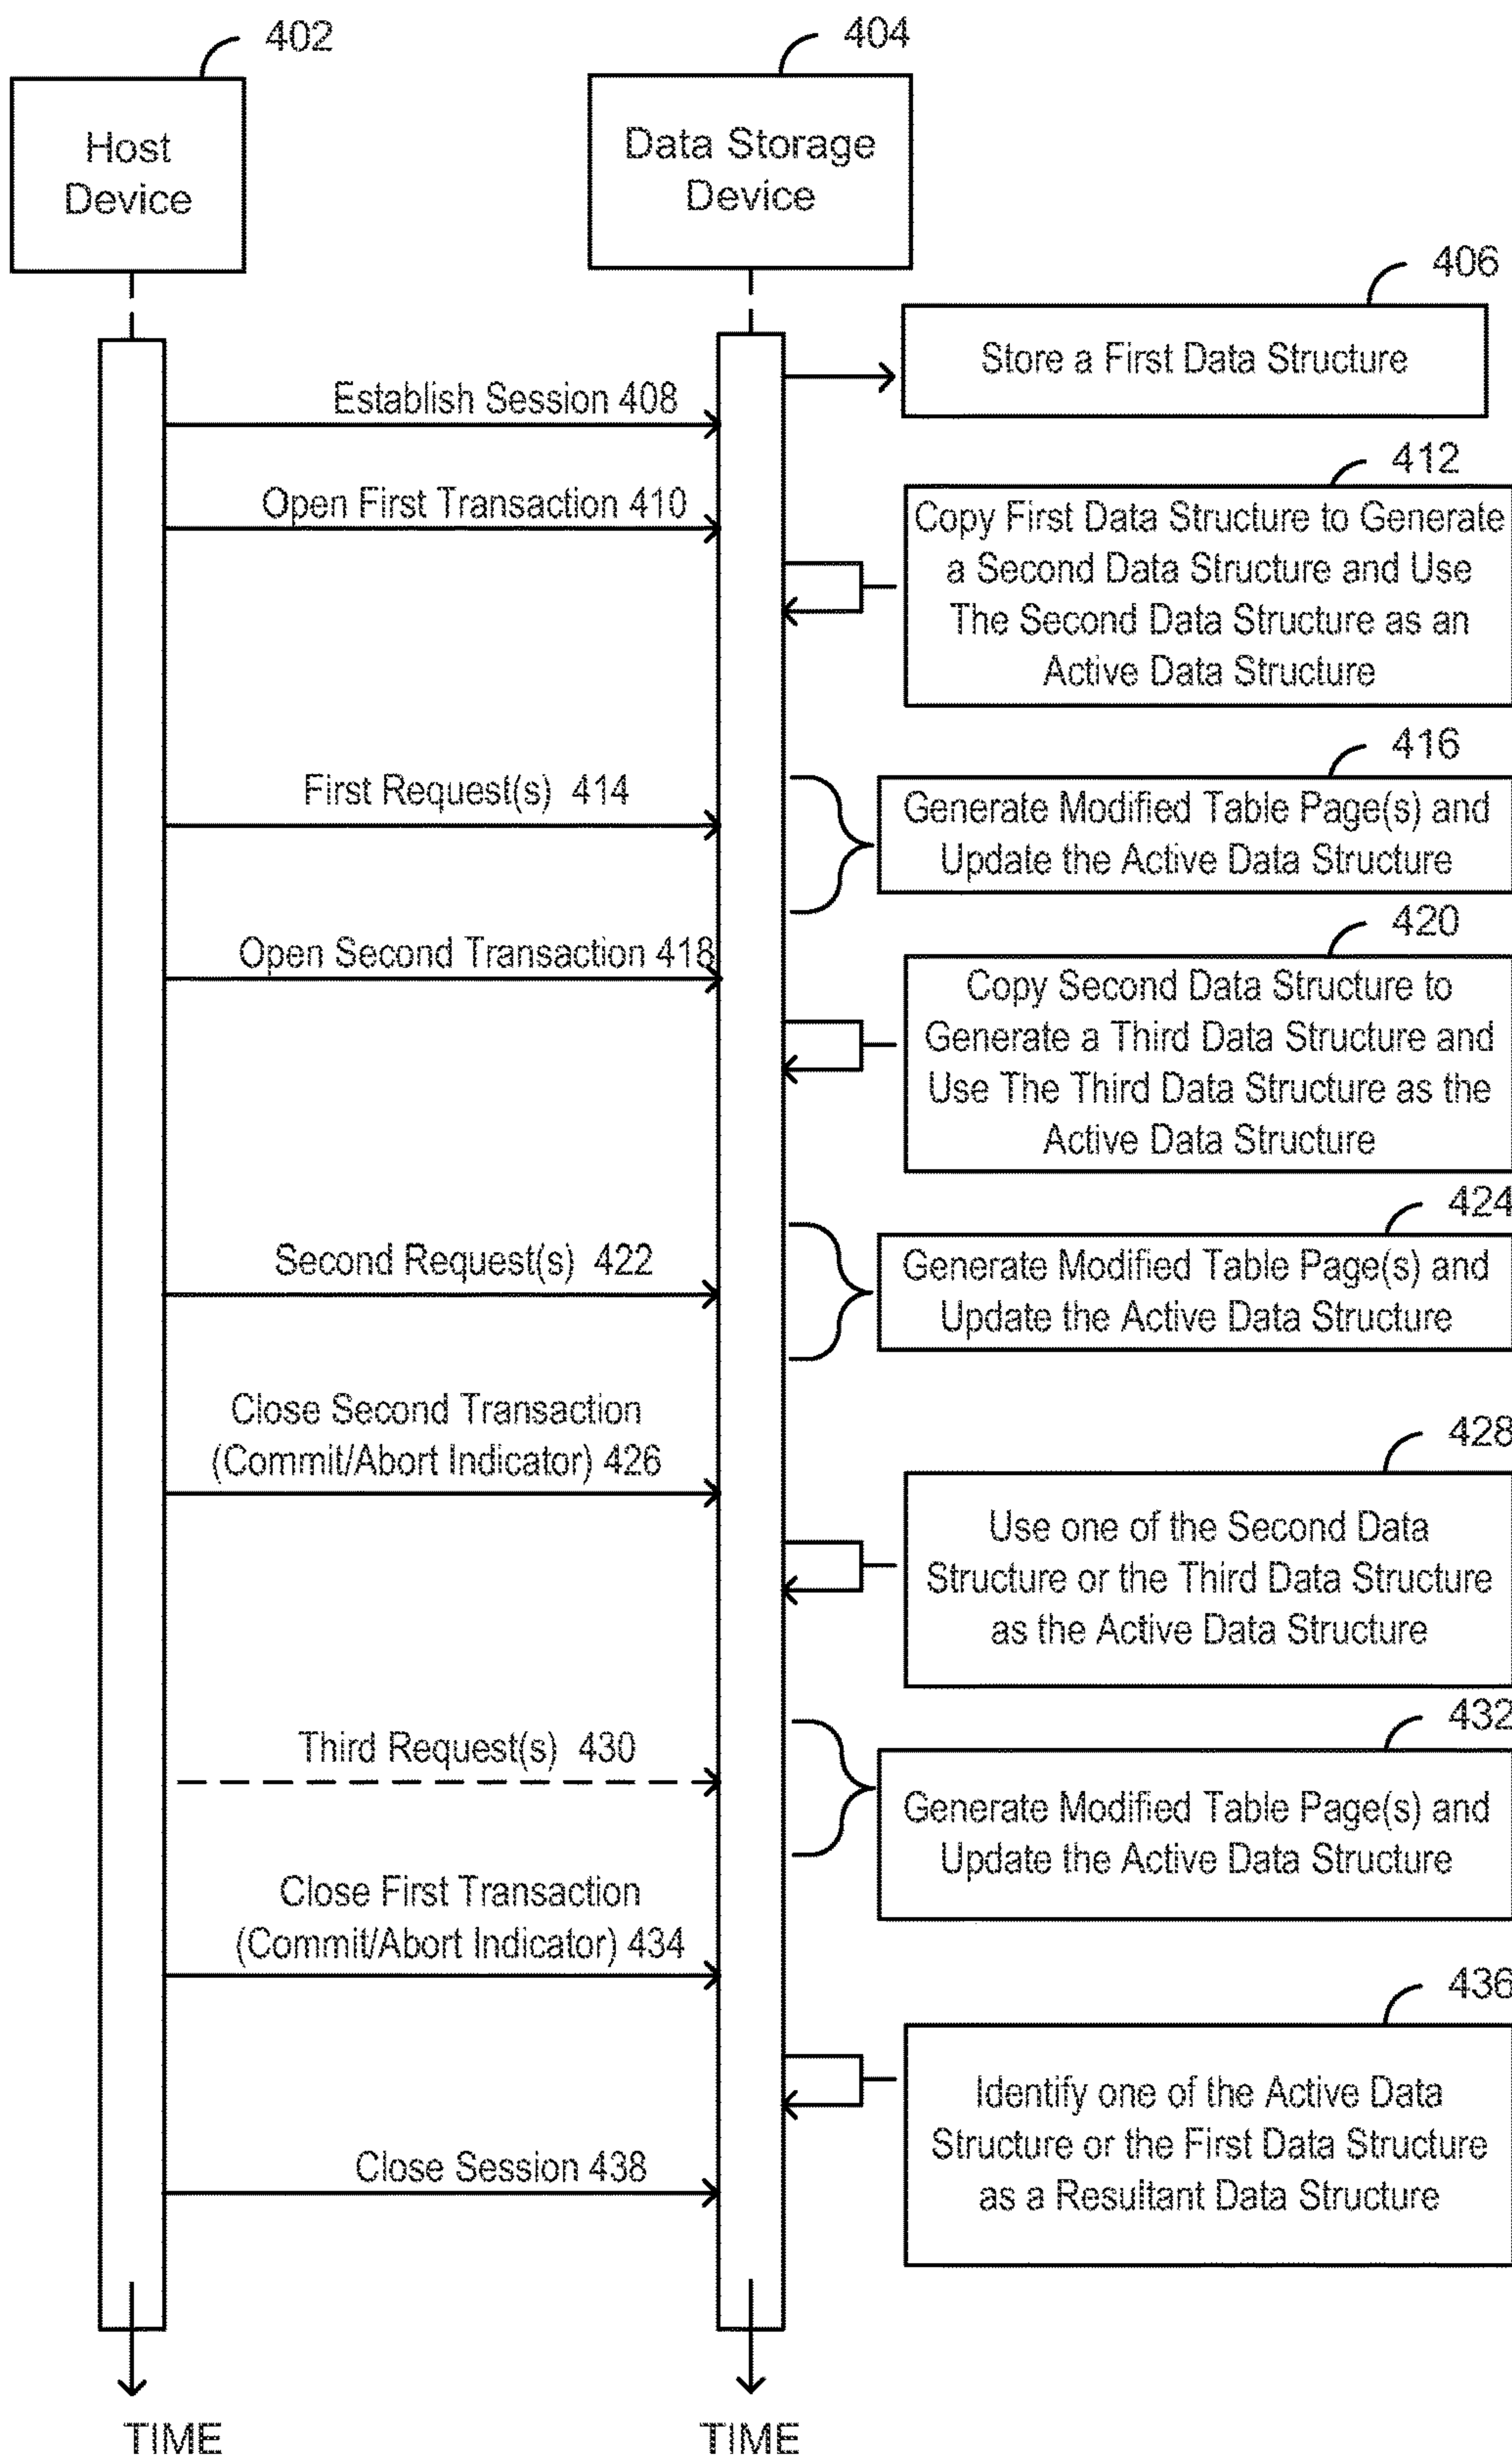 402
404
Host
Device
Data Storage
Device
406
Store a First Data Structure
Establish Session 408
412
Open First Transaction 410
Copy First Data Structure to Generate
a Second Data Structure and Use
The Second Data Structure as an
Active Data Structure
416
First Request(s) 414
Generate Modified Table Page(s) and
Update the Active Data Structure
420
Open Second Transaction 418
Copy Second Data Structure to
Generate a Third Data Structure and
Use The Third Data Structure as the
Active Data Structure
424
Second Request(s) 422
Generate Modified Table Page(s) and
Update the Active Data Structure
Close Second Transaction
(Commit/Abort Indicator) 426
428
Use one of the Second Data
Structure or the Third Data Structure
as the Active Data Structure
432
Third Request(s) 430
Generate Modified Table Page(s) and
Update the Active Data Structure
Close First Transaction
(Commit/Abort Indicator) 434
436
Identify one of the Active Data
Structure or the First Data Structure
as a Resultant Data Structure
Close Session 438
TIME
TIME